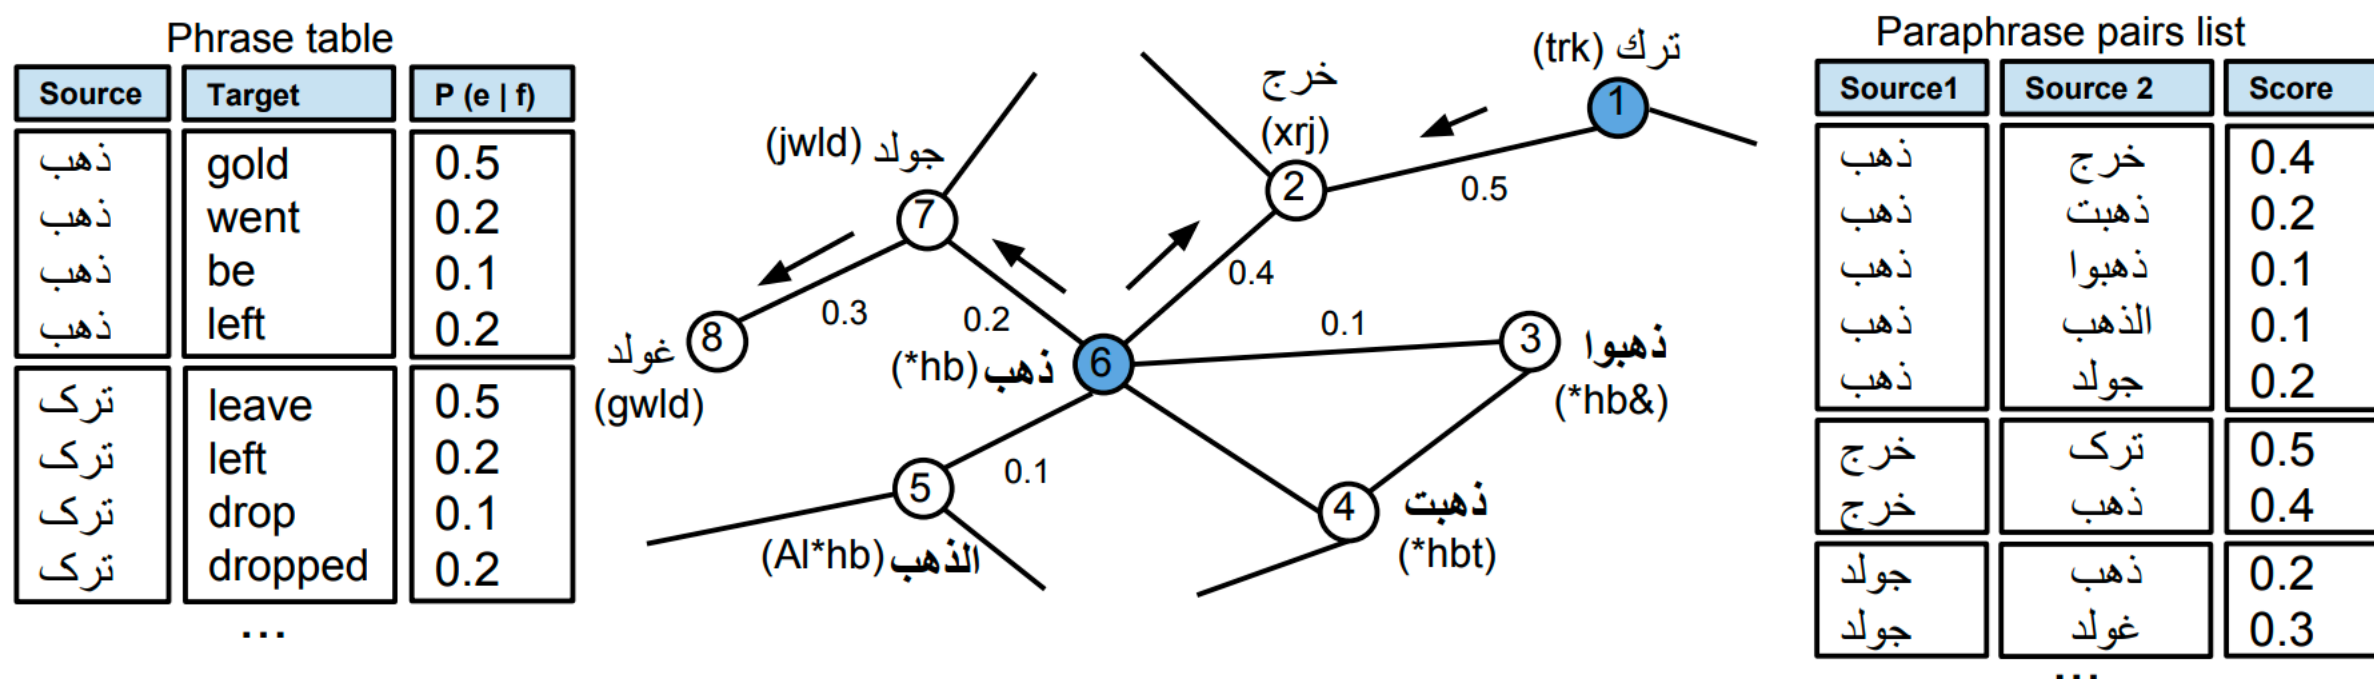 Phrase table
Source Target P (e | f)
ذهب gold 0.5
ذهب went 0.2
ذهب be 0.1
ذهب left 0.2
ترک leave 0.5
ترک left 0.2
ترک drop 0.1
ترک dropped 0.2
...
(trk) ترك
1
خرج
(xrj)
2
0.5
(jwld) جولد
7
0.4
0.3
0.2
0.1
8
غولد
(gwld)
6
(*hb) ذهب
3
ذهبوا
(*hb&)
5
0.1
(Al*hb) الذهب
4
ذهبت
(*hbt)
Paraphrase pairs list
Source1 Source 2 Score
ذهب خرج 0.4
ذهب ذهبت 0.2
ذهب ذهبوا 0.1
ذهب الذهب 0.1
ذهب جولد 0.2
خرج ترک 0.5
خرج ذهب 0.4
جولد ذهب 0.2
جولد غولد 0.3
...